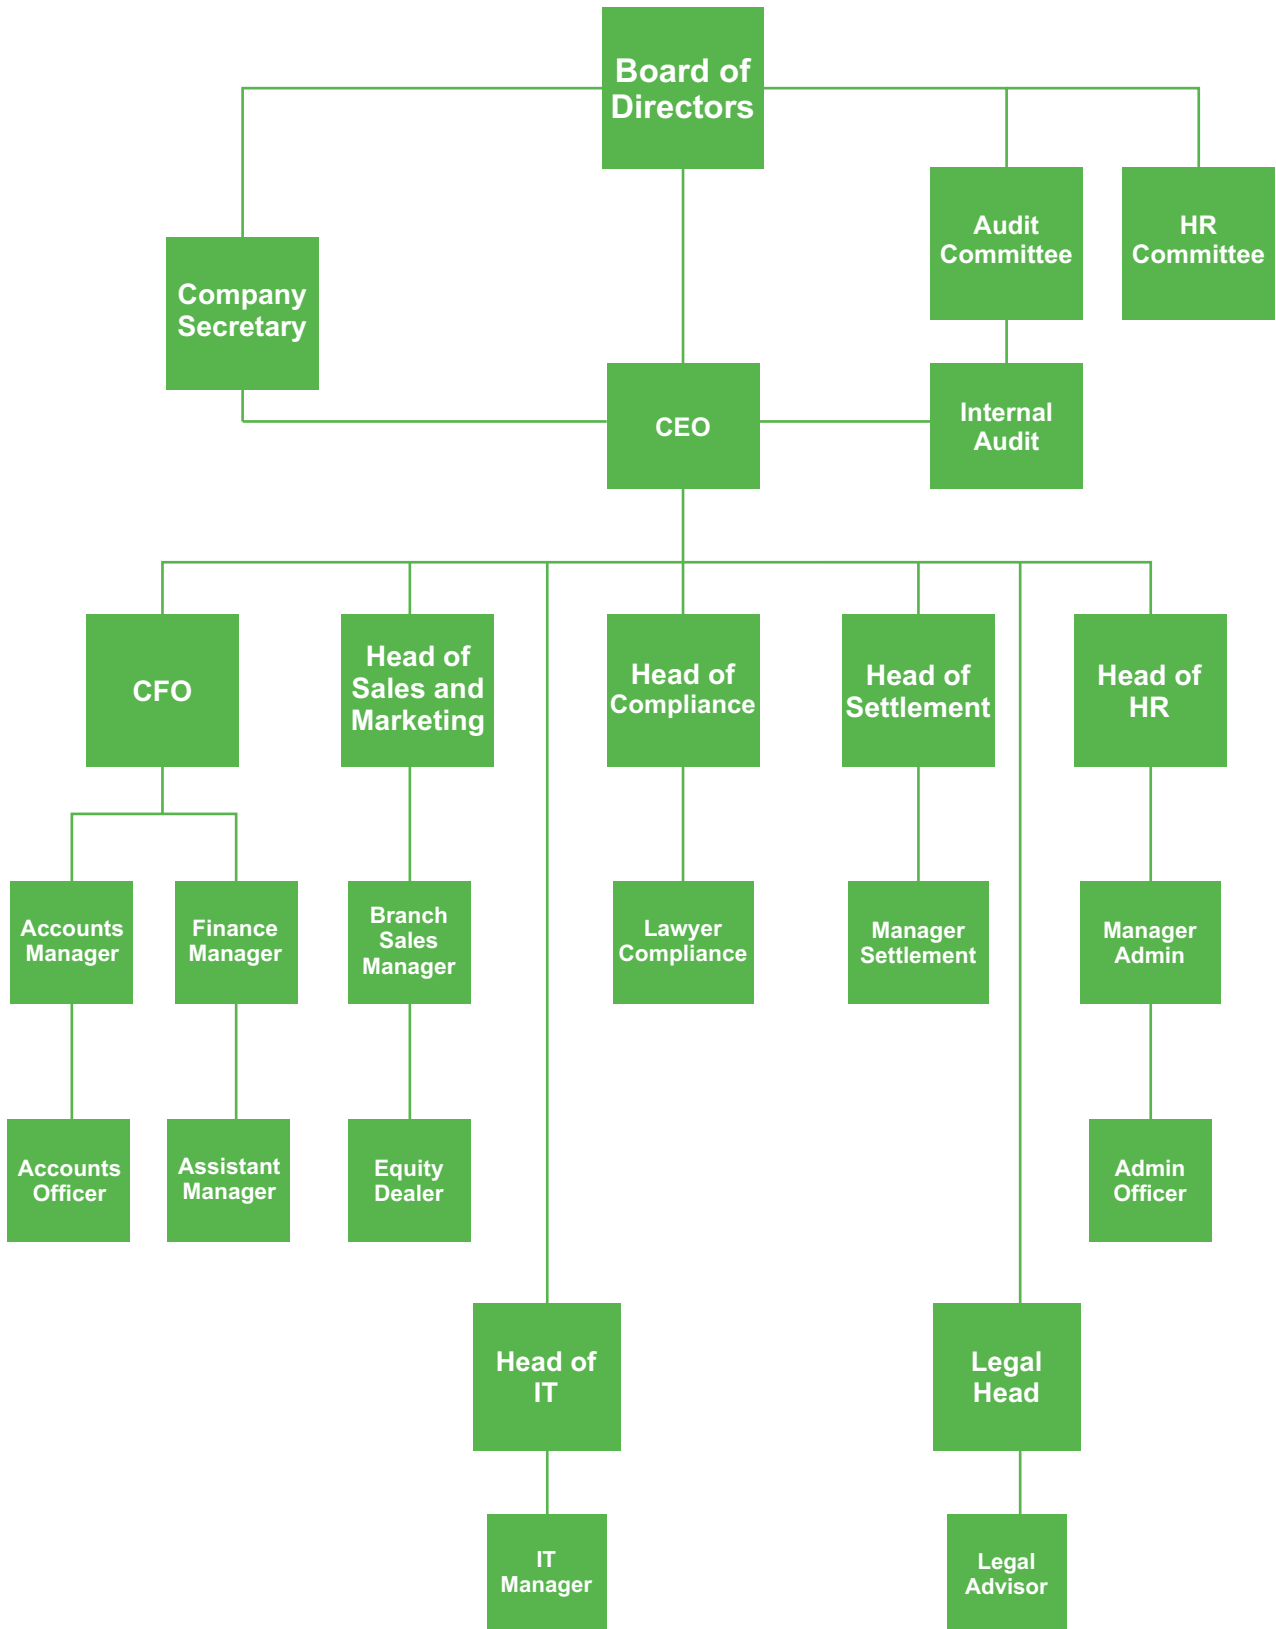 Board of
Directors
Audit
Committee
HR
Committee
Company
Secretary
CEO
Internal
Audit
CFO
Head of
Sales and
Marketing
Head of
Compliance
Head of
Settlement
Head of
HR
Accounts
Manager
Finance
Manager
Branch
Sales
Manager
Lawyer
Compliance
Manager
Settlement
Manager
Admin
Accounts
Officer
Assistant
Manager
Equity
Dealer
Admin
Officer
Head of
IT
Legal
Head
IT
Manager
Legal
Advisor